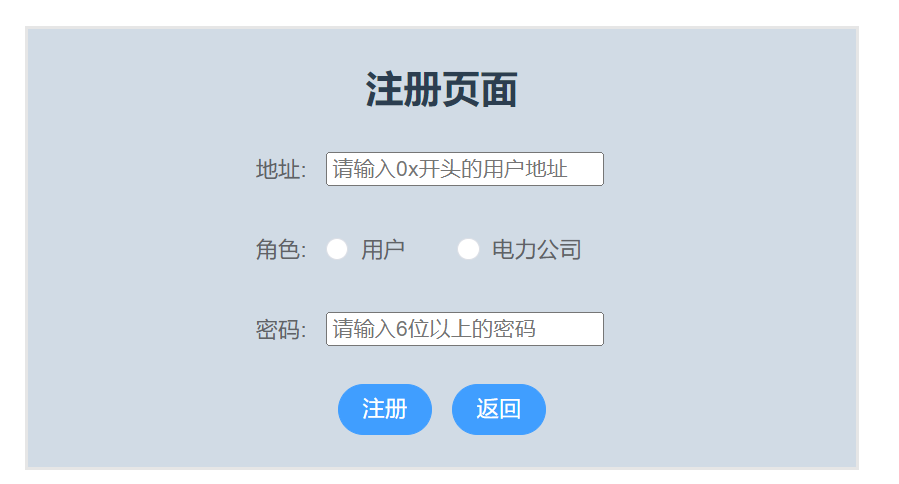 注册页面
地址: 请输入0x开头的用户地址
角色: 用户 电力公司
密码: 请输入6位以上的密码
注册 返回